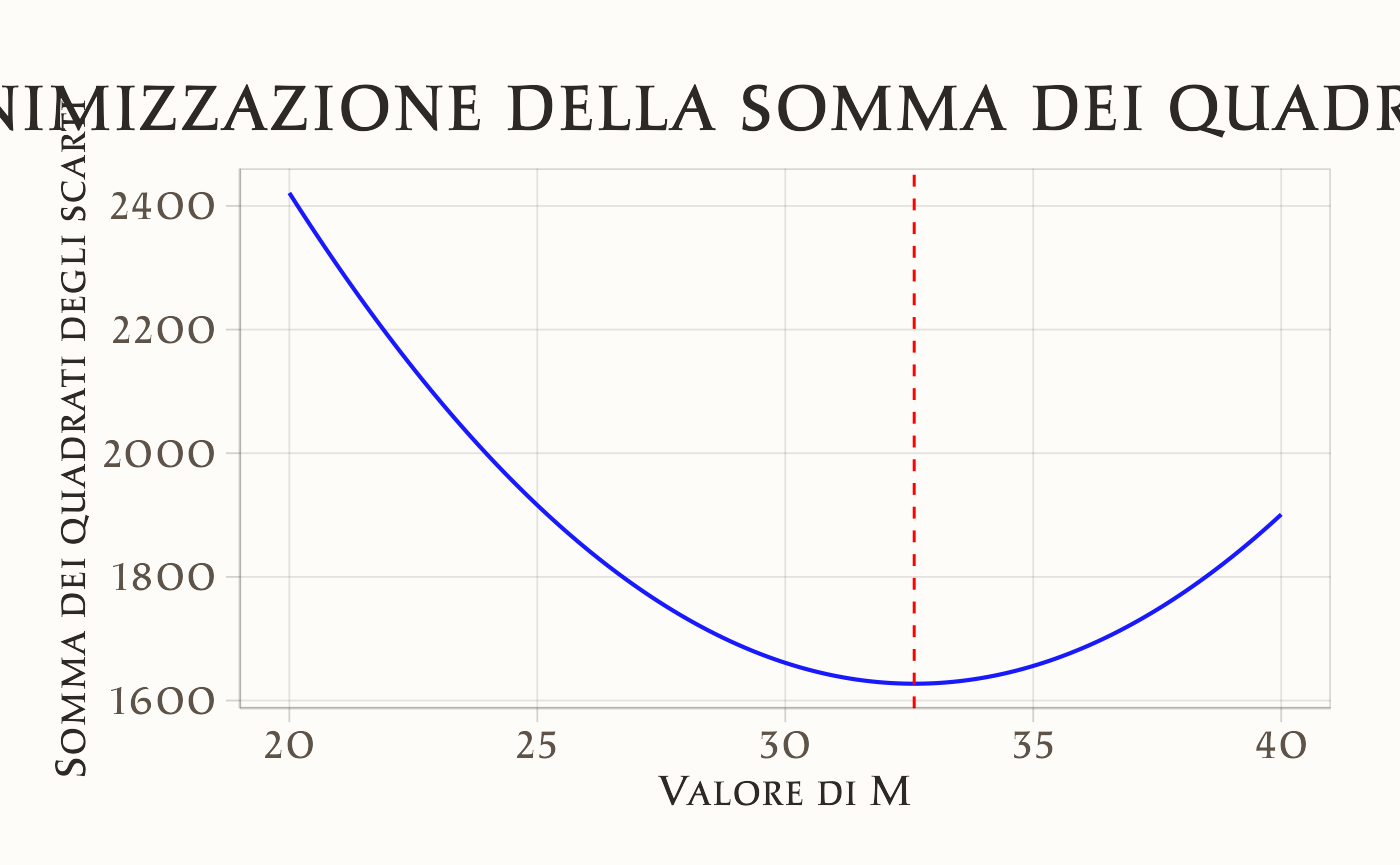 NIMIZZAZIONE DELLA SOMMA DEI QUADR
Somma dei quadrati degli scarti
2400
2200
2000
1800
1600
20 25 30 35 40
Valore di M